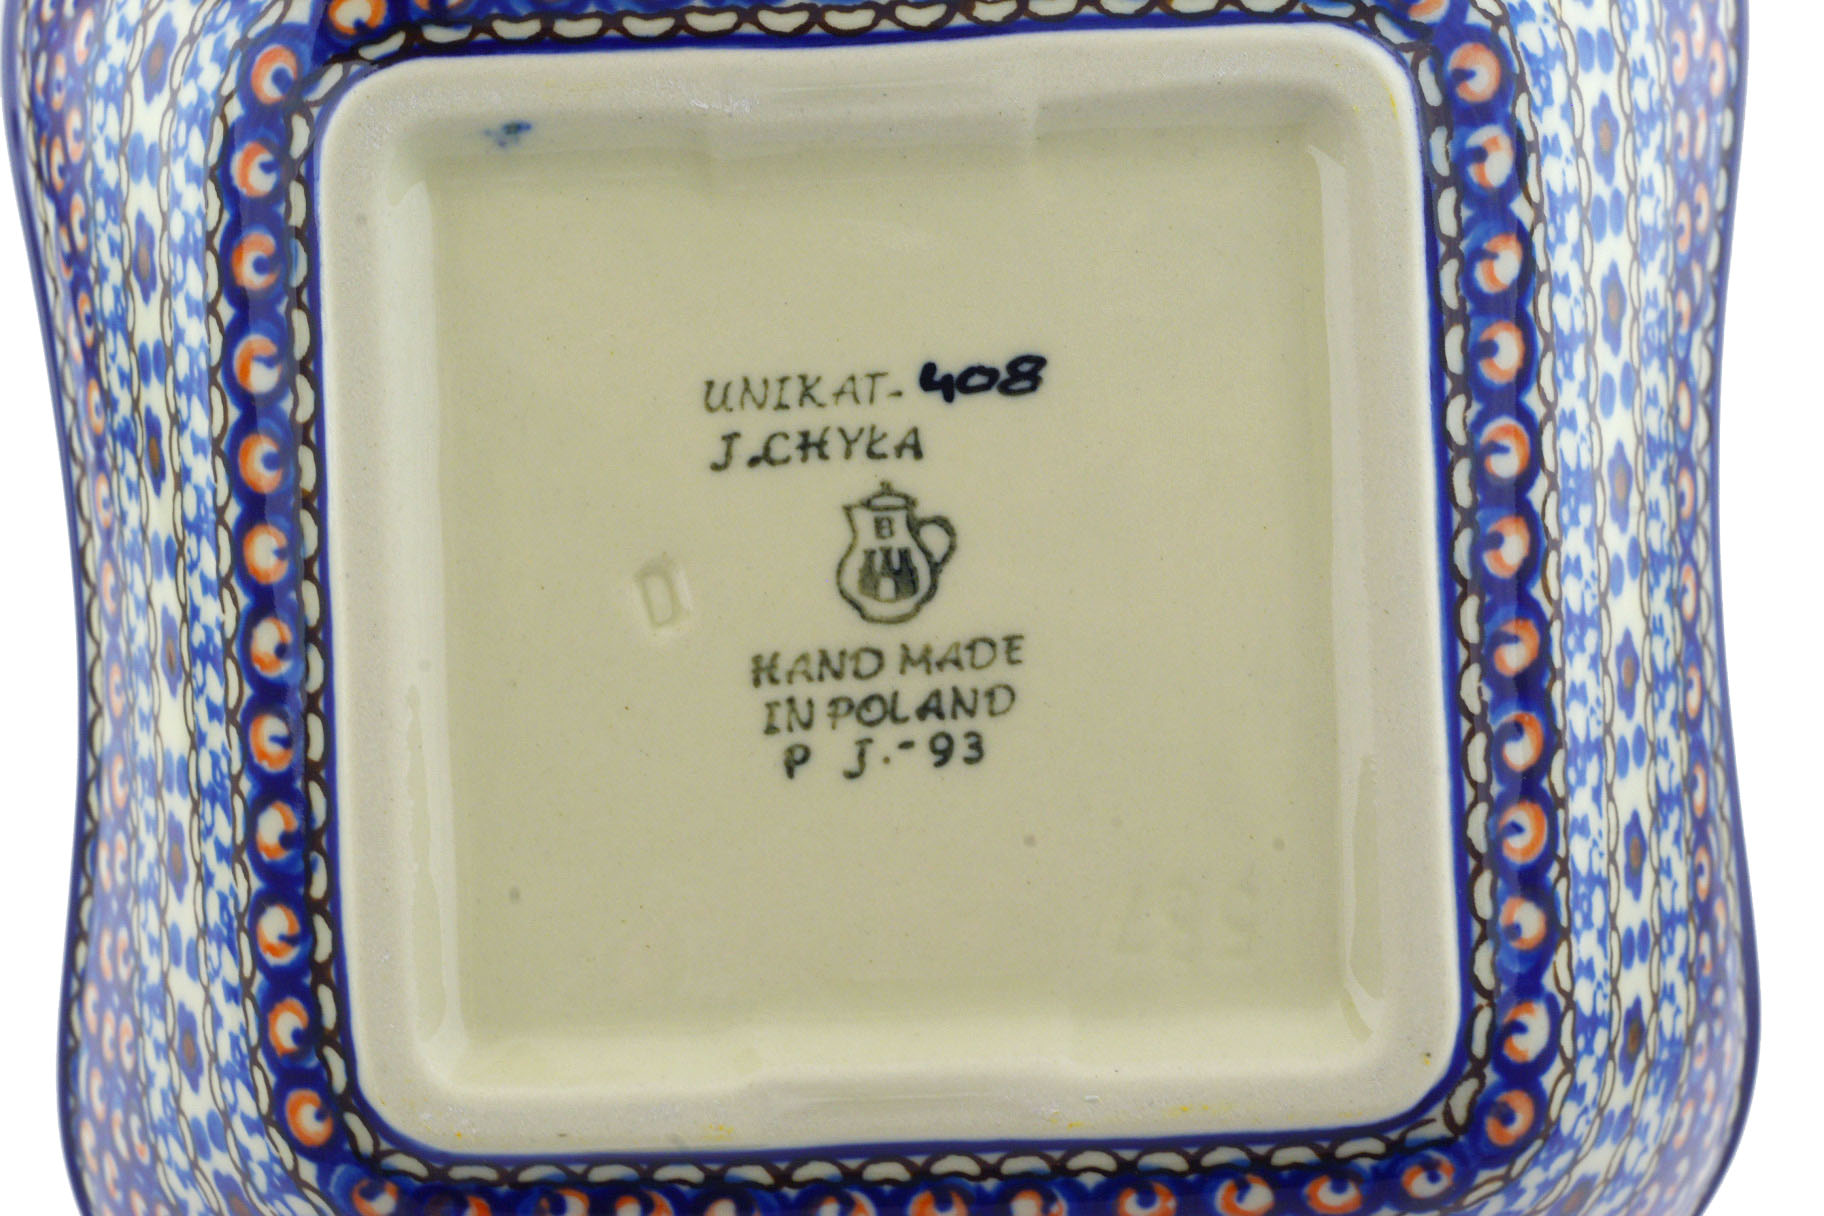 UNIKAT-408
J.CHYŁA
B
D
HAND MADE
IN POLAND
P J.-93